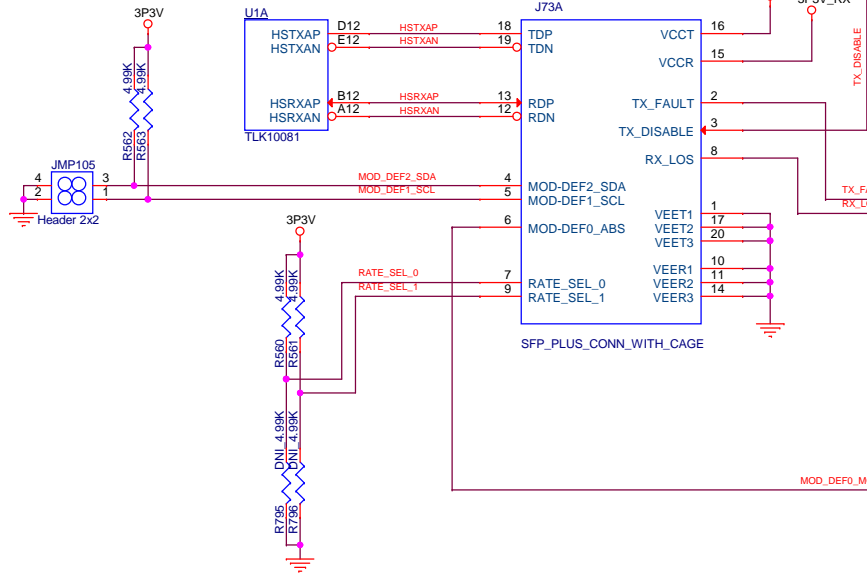 3P3V
U1A
J73A
3P3V_RX
D12 HSTXAP 18
HSTXAP TDP VCCT 16
E12 HSTXAN 19
HSTXAN TDN
VCCR 15
4.99K 4.99K
B12 HSRXAP 13
HSRXAP RDP TX_FAULT 2
A12 HSRXAN 12
HSRXAN RDN
TX_DISABLE 3
TX_DISABLE
TLK10081
R562 R563
RX_LOS 8
JMP105
4 3 MOD_DEF2_SDA 4 MOD-DEF2_SDA
2 1 MOD_DEF1_SCL 5 MOD-DEF1_SCL
Header 2x2
6 MOD-DEF0_ABS
VEET1 1
VEET2 17
VEET3 20
3P3V
VEER1 10
VEER2 11
VEER3 14
RATE_SEL_0 7 RATE_SEL_0
RATE_SEL_1 9 RATE_SEL_1
4.99K 4.99K
R560 R561
SFP_PLUS_CONN_WITH_CAGE
DNI_4.99K DNI_4.99K
R795 R796